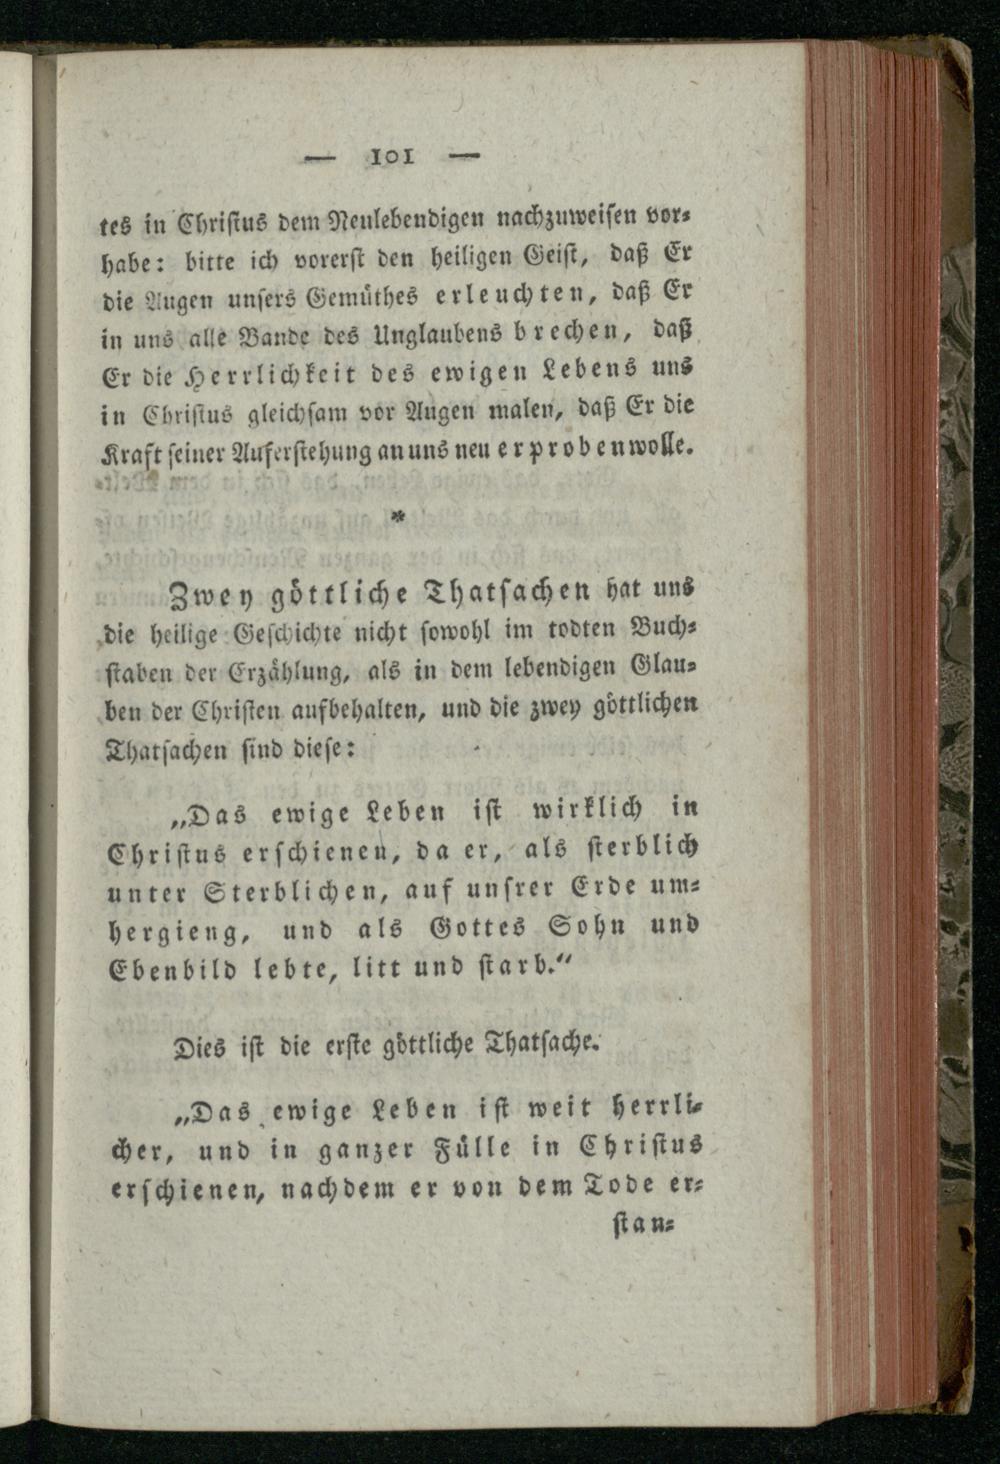 — 101 —
tes in Christus dem Neulebendigen nachzuweisen vor-
habe: bitte ich vorerst den heiligen Geist, daß Er
die Augen unsers Gemüthes erleuchten, daß Er
in uns alle Bande des Unglaubens brechen, daß
Er die Herrlichkeit des ewigen Lebens uns
in Christus gleichsam vor Augen malen, daß Er die
Kraft seiner Auferstehung an uns neu erproben wolle.
*
Zwey göttliche Thatsachen hat uns
die heilige Geschichte nicht sowohl im todten Buch-
staben der Erzählung, als in dem lebendigen Glau-
ben der Christen aufbehalten, und die zwey göttlichen
Thatsachen sind diese:
„Das ewige Leben ist wirklich in
Christus erschienen, da er, als sterblich
unter Sterblichen, auf unsrer Erde um-
hergieng, und als Gottes Sohn und
Ebenbild lebte, litt und starb.“
Dies ist die erste göttliche Thatsache.
„Das ewige Leben ist weit herrli-
cher, und in ganzer Fülle in Christus
erschienen, nachdem er von dem Tode er-
stan-